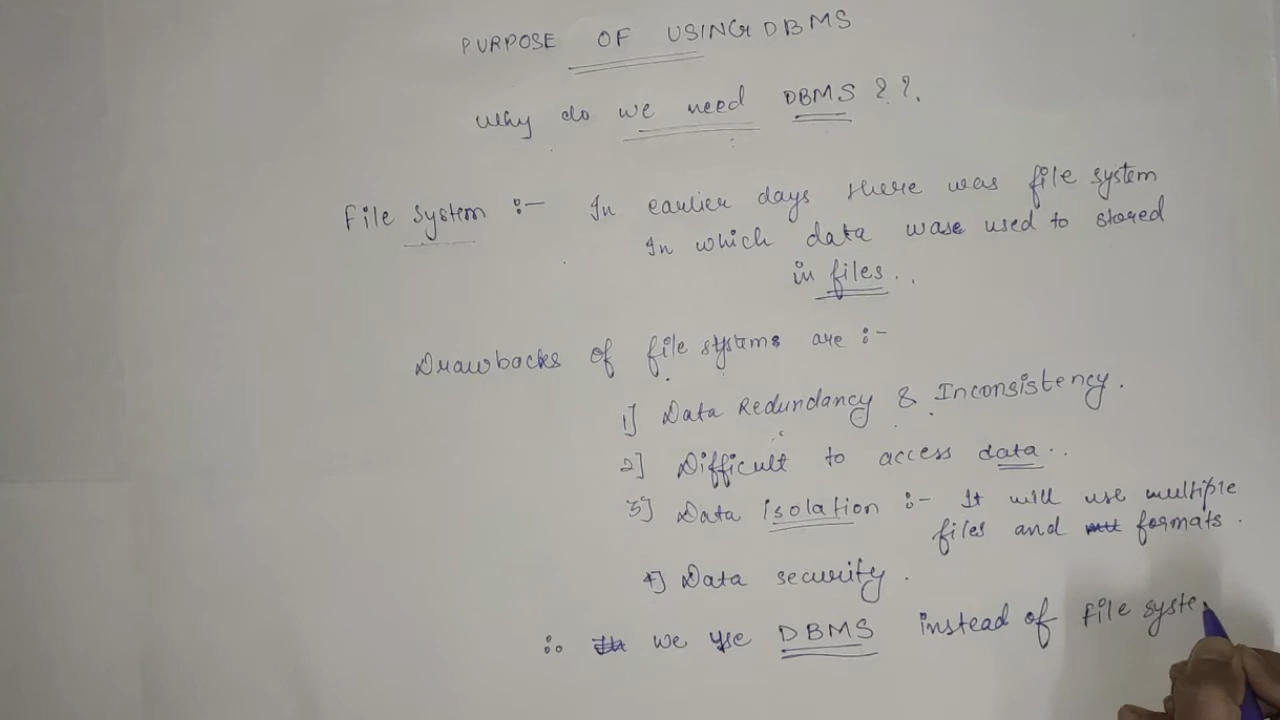 PURPOSE OF USING DBMS
Why do we need DBMS ??.
File System :- In earlier days there was file system
In which data was used to stored
in files..
Drawbacks of file systems are :-
1] Data Redundancy & Inconsistency.
2] Difficult to access data..
3] Data isolation :- It will use multiple
files and formats.
4] Data security.
∴ we use DBMS instead of File syste